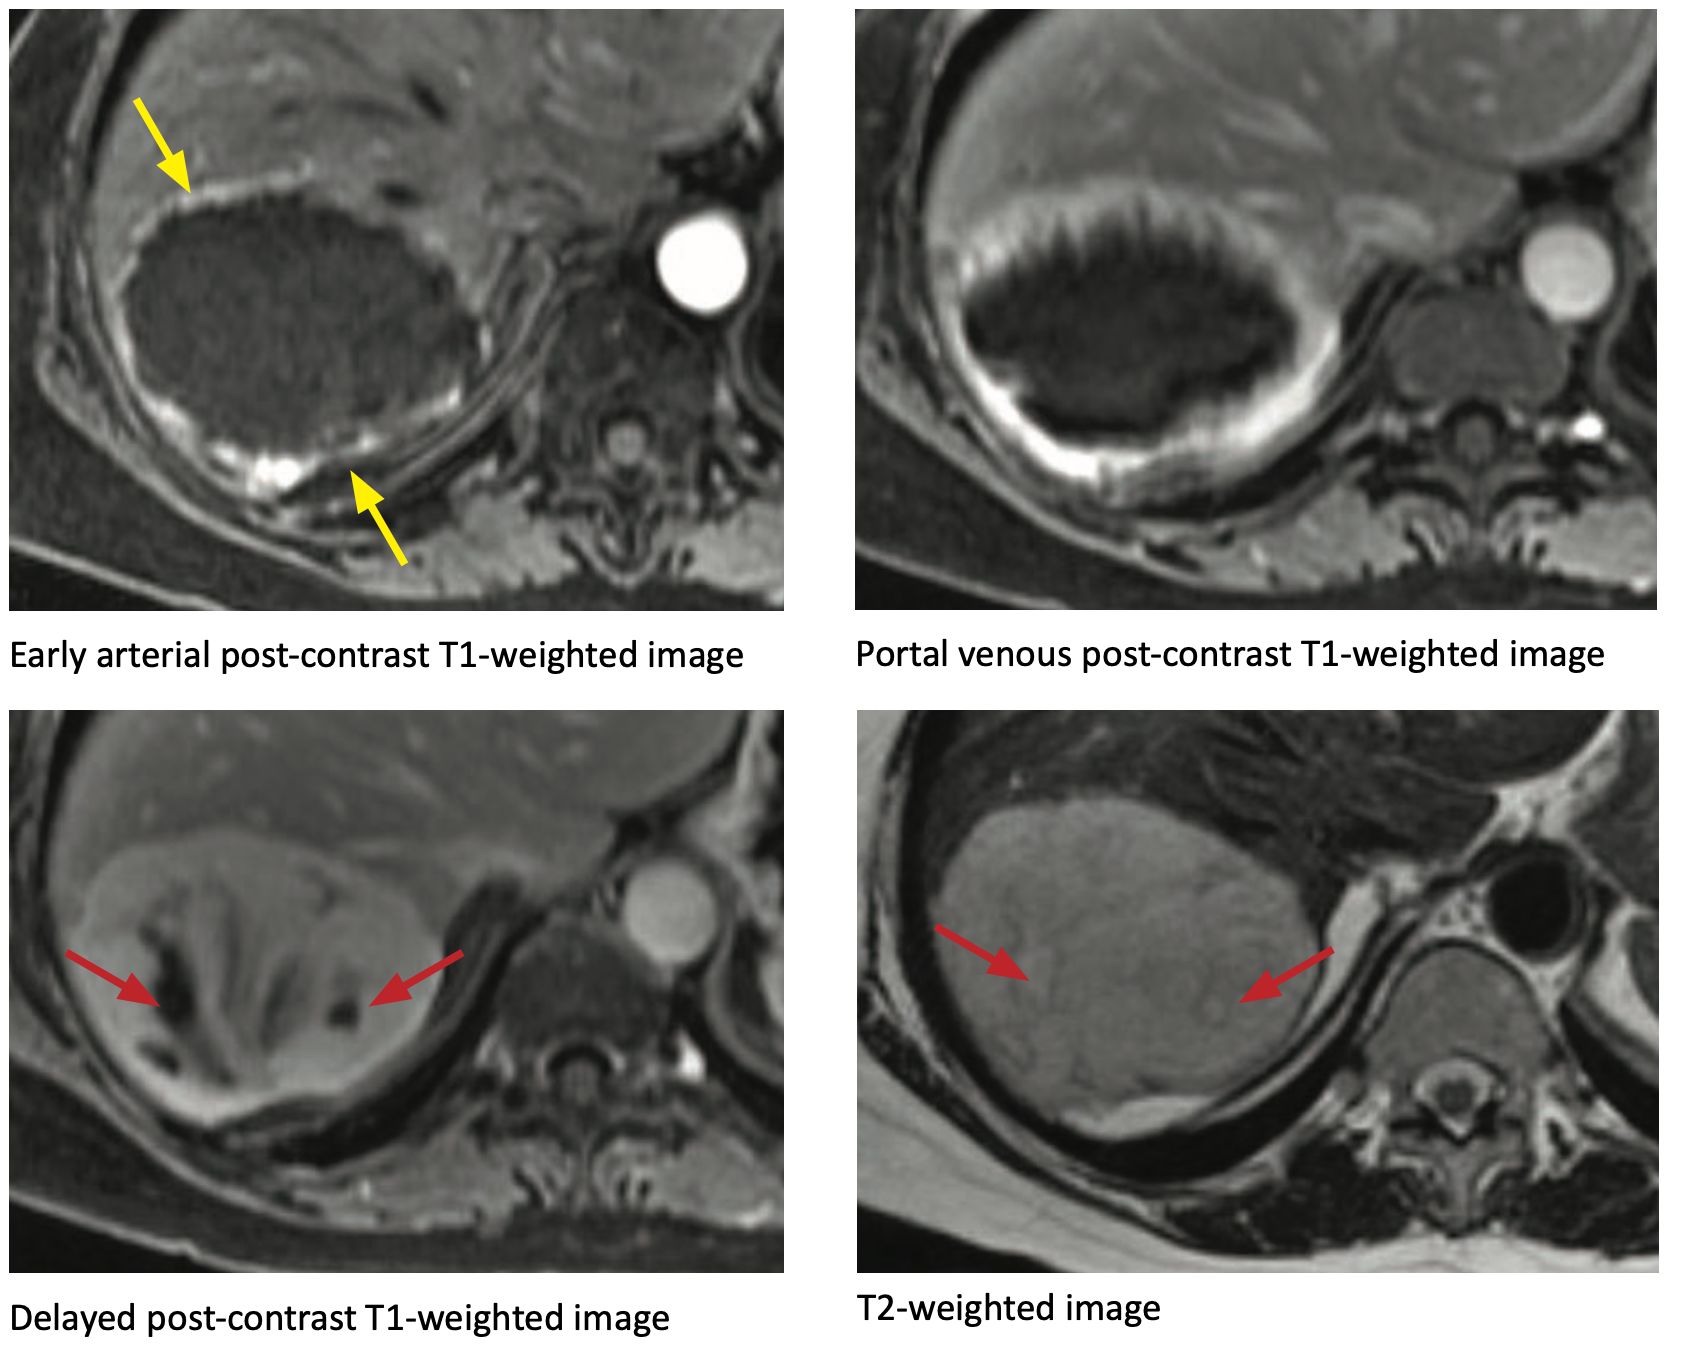 Early arterial post-contrast T1-weighted image
Portal venous post-contrast T1-weighted image
Delayed post-contrast T1-weighted image
T2-weighted image